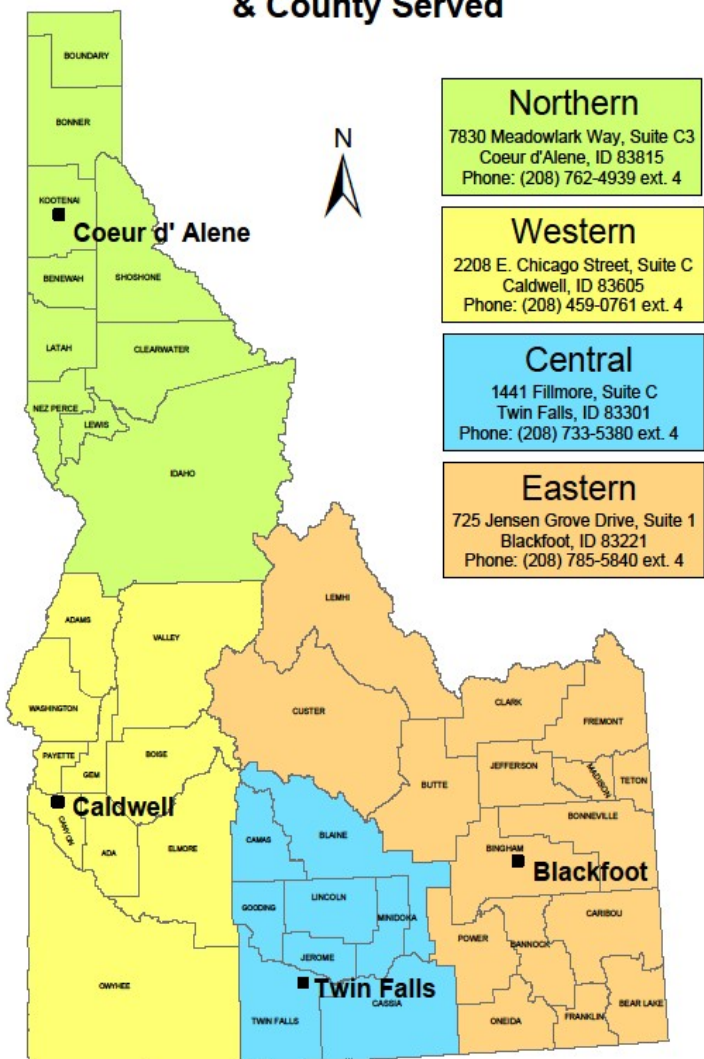 & County Served
N
Northern
7830 Meadowlark Way, Suite C3
Coeur d'Alene, ID 83815
Phone: (208) 762-4939 ext. 4
Western
2208 E. Chicago Street, Suite C
Caldwell, ID 83605
Phone: (208) 459-0761 ext. 4
Central
1441 Fillmore, Suite C
Twin Falls, ID 83301
Phone: (208) 733-5380 ext. 4
Eastern
725 Jensen Grove Drive, Suite 1
Blackfoot, ID 83221
Phone: (208) 785-5840 ext. 4
BOUNDARY
BONNER
KOOTENAI
Coeur d' Alene
BENEWAH
SHOSHONE
LATAH
CLEARWATER
NEZ PERCE
LEWIS
IDAHO
LEMHI
ADAMS
VALLEY
WASHINGTON
CUSTER
CLARK
FREMONT
PAYETTE
BOISE
GEM
BUTTE
JEFFERSON
MADISON
TETON
Caldwell
CANYON
ADA
ELMORE
CAMAS
BLAINE
BONNEVILLE
BINGHAM
Blackfoot
GOODING
LINCOLN
MINIDOKA
CARIBOU
POWER
BANNOCK
JEROME
OWYHEE
Twin Falls
CASSIA
TWIN FALLS
ONEIDA
FRANKLIN
BEAR LAKE